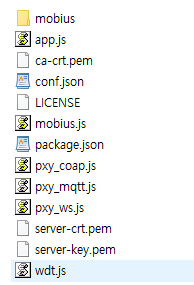 mobius
app.js
ca-crt.pem
conf.json
LICENSE
mobius.js
package.json
pxy_coap.js
pxy_mqtt.js
pxy_ws.js
server-crt.pem
server-key.pem
wdt.js